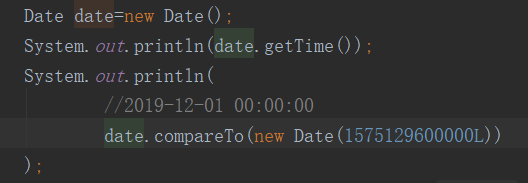 Date date=new Date();
System.out.println(date.getTime());
System.out.println(
//2019-12-01 00:00:00
date.compareTo(new Date(1575129600000L))
);